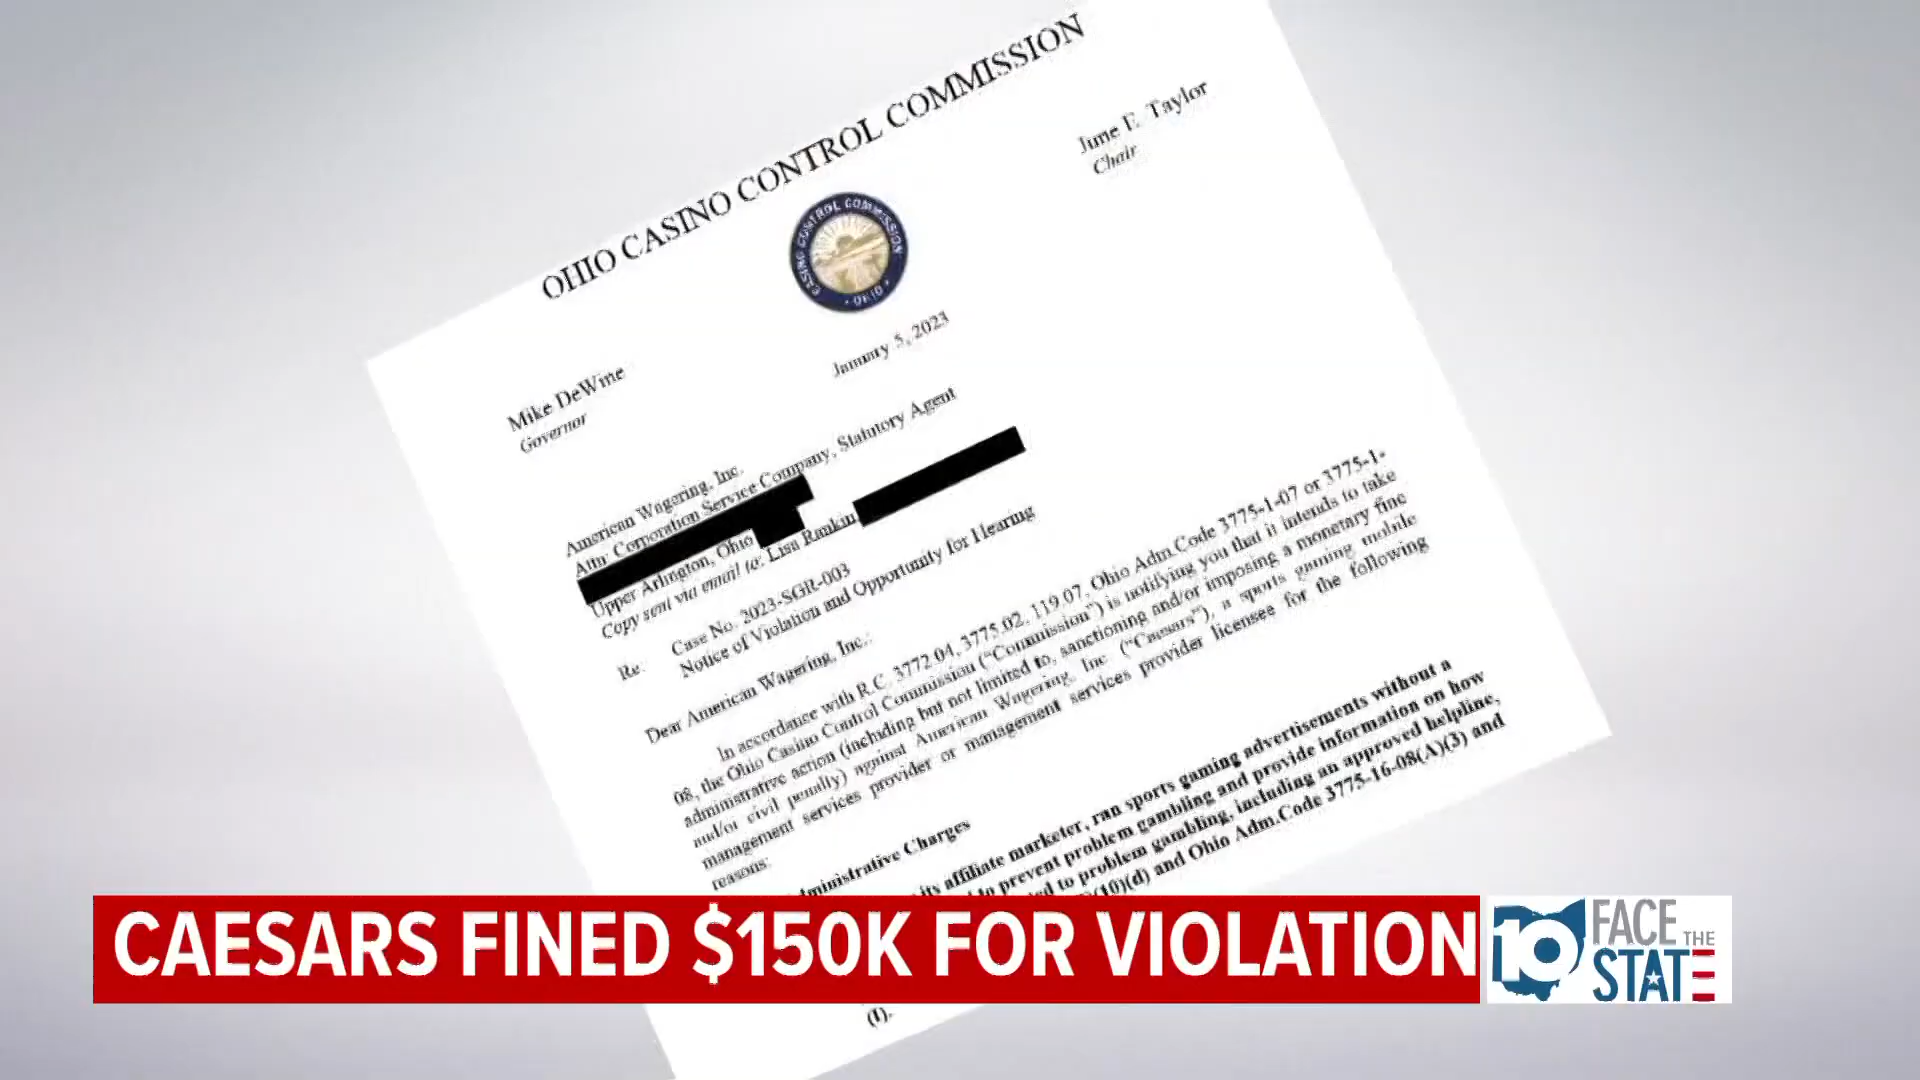 OHIO CASINO CONTROL COMMISSION
June E. Taylor
Chair
CASINO CONTROL COMMISSION
• OHIO •
January 5, 2023
Mike DeWine
Governor
American Wagering, Inc.
Attn: Corporation Service Company, Statutory Agent
Upper Arlington, Ohio
Copy sent via email to: Lisa Rankin
Re: Case No. 2023-SGR-003
Notice of Violation and Opportunity for Hearing
Dear American Wagering, Inc.:
In accordance with R.C. 3772.04, 3775.02, 119.07, Ohio Adm.Code 3775-1-07 or 3775-1-
08, the Ohio Casino Control Commission (“Commission”) is notifying you that it intends to take
administrative action (including but not limited to, sanctioning and/or imposing a monetary fine
and/or civil penalty) against American Wagering, Inc. (“Caesars”), a sports gaming mobile
management services provider or management services provider licensee for the following
reasons:
ministrative Charges
its affiliate marketer, ran sports gaming advertisements without a
to prevent problem gambling and provide information on how
to problem gambling, including an approved helpline,
(10)(d) and Ohio Adm.Code 3775-16-08(A)(3) and
(I).
CAESARS FINED $150K FOR VIOLATION
10 FACE THE STATE